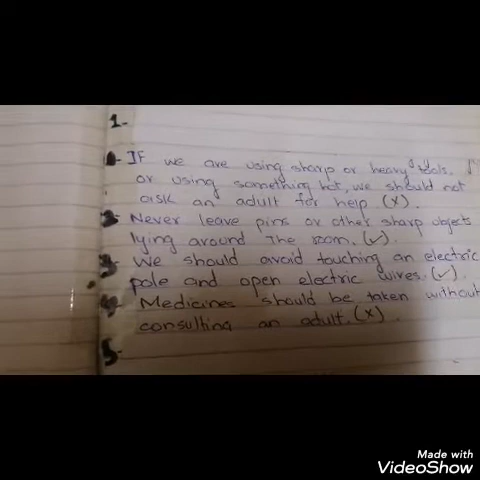 1.
1- IF we are using sharp or heavy tools.
or using something hot, we should not
ask an adult for help (X).
2- Never leave pins or other sharp objects
lying around the room. (✓).
3- We should avoid touching an electric
pole and open electric wires. (✓).
4- Medicines should be taken without
consulting an adult. (X).
5-
Made with
VideoShow